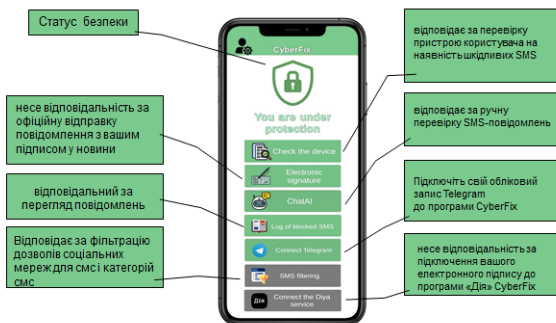 Статус безпеки
несе відповідальність за
офіційну відправку
повідомлення з вашим
підписом у новини
відповідальний за
перегляд повідомлень
Відповідає за фільтрацію
дозволів соціальних
мереж для смс і категорій
смс
CyberFix
You are under
protection
Check the device
Electronic
signature
ChatAI
Log of blocked SMS
Connect Telegram
SMS filtering
Дія
Connect the Diya
service
відповідає за перевірку
пристрою користувача на
наявність шкідливих SMS
відповідає за ручну
перевірку SMS-повідомлень
Підключіть свій обліковий
запис Telegram
до програми CyberFix
несе відповідальність за
підключення вашого
електронного підпису до
програми «Дія» CyberFix